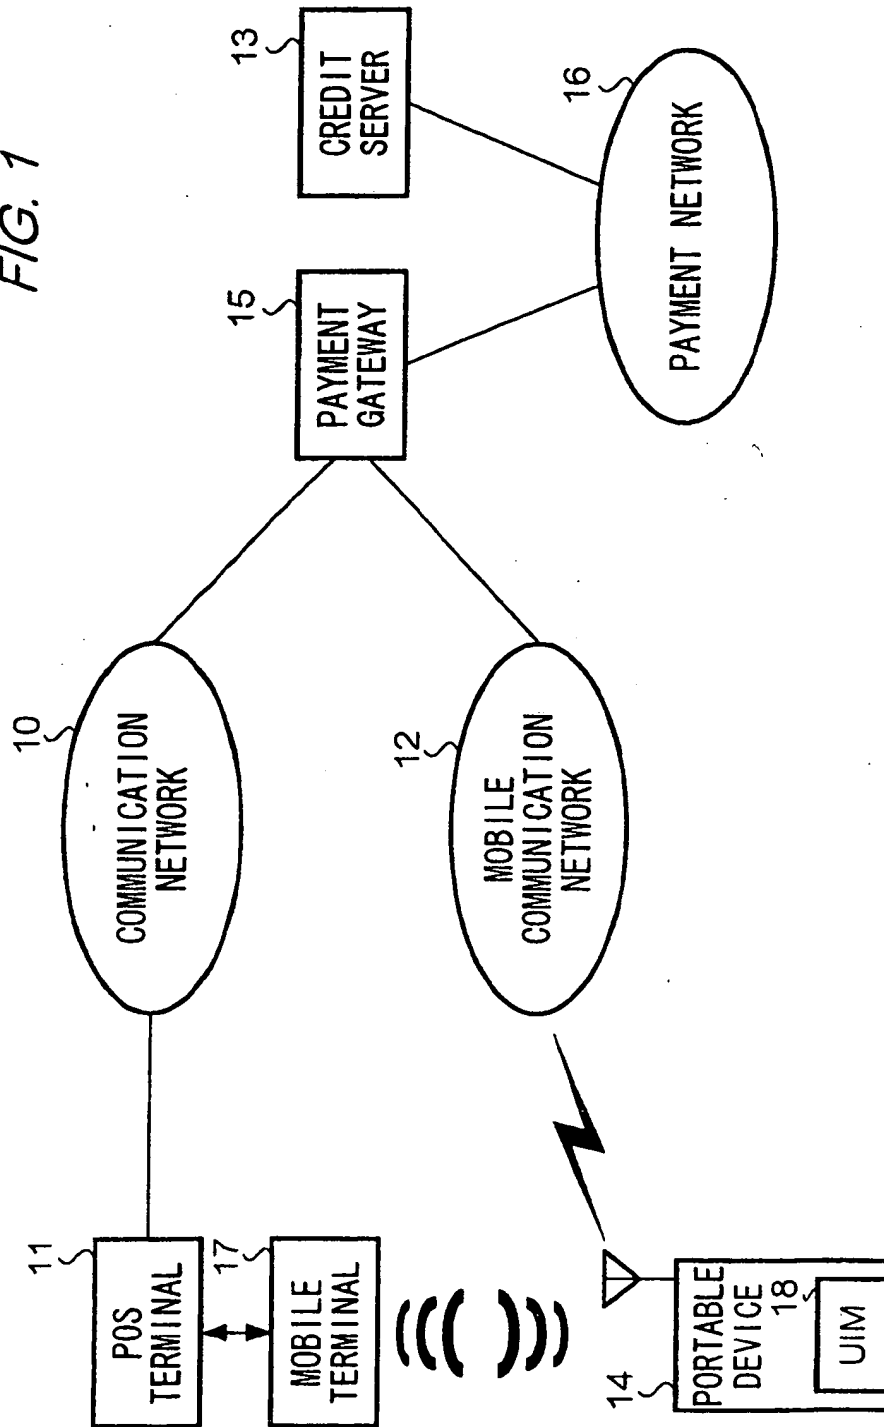 FIG. 1
11
POS
TERMINAL
17
MOBILE
TERMINAL
14
PORTABLE
DEVICE
18
UIM
10
COMMUNICATION
NETWORK
12
MOBILE
COMMUNICATION
NETWORK
15
PAYMENT
GATEWAY
13
CREDIT
SERVER
16
PAYMENT NETWORK